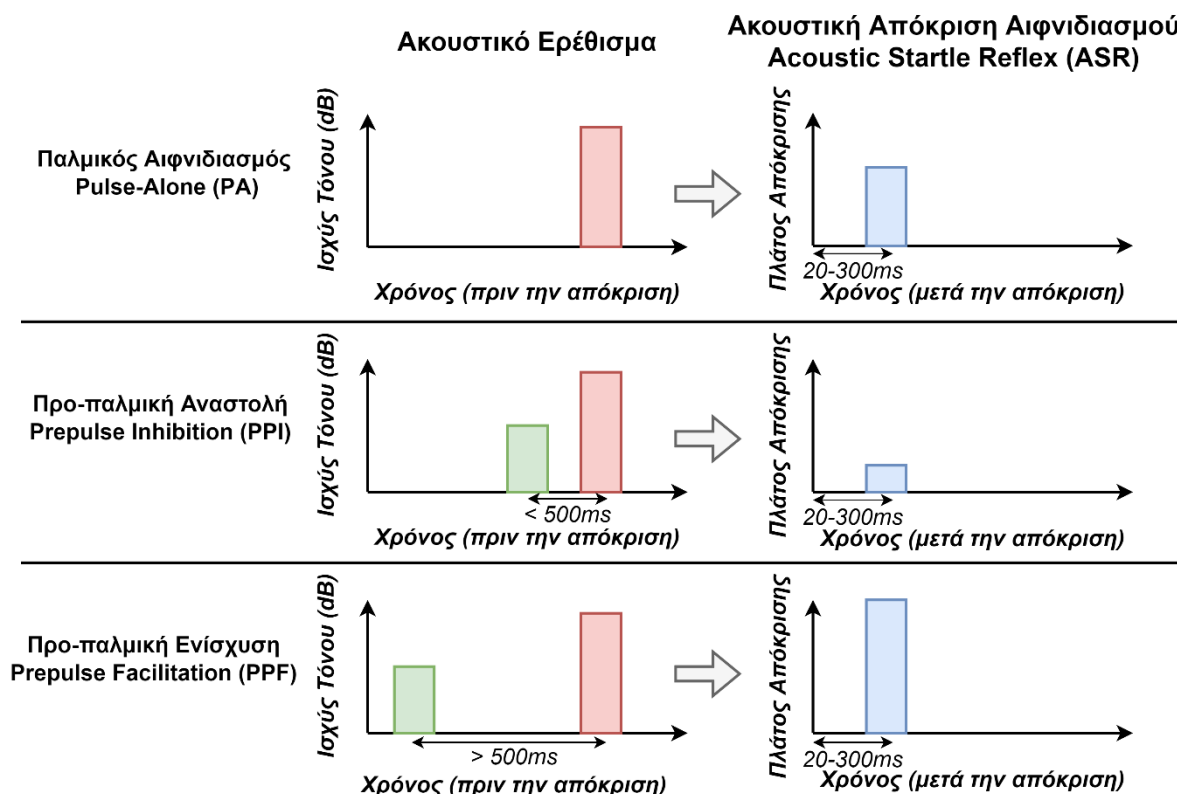 Ακουστικό Ερέθισμα
Ακουστική Απόκριση Αιφνιδιασμού
Acoustic Startle Reflex (ASR)
Παλμικός Αιφνιδιασμός
Pulse-Alone (PA)
Ισχύς Τόνου (dB)
Χρόνος (πριν την απόκριση)
Πλάτος Απόκρισης
20-300ms
Χρόνος (μετά την απόκριση)
Προ-παλμική Αναστολή
Prepulse Inhibition (PPI)
Ισχύς Τόνου (dB)
< 500ms
Χρόνος (πριν την απόκριση)
Πλάτος Απόκρισης
20-300ms
Χρόνος (μετά την απόκριση)
Προ-παλμική Ενίσχυση
Prepulse Facilitation (PPF)
Ισχύς Τόνου (dB)
> 500ms
Χρόνος (πριν την απόκριση)
Πλάτος Απόκρισης
20-300ms
Χρόνος (μετά την απόκριση)